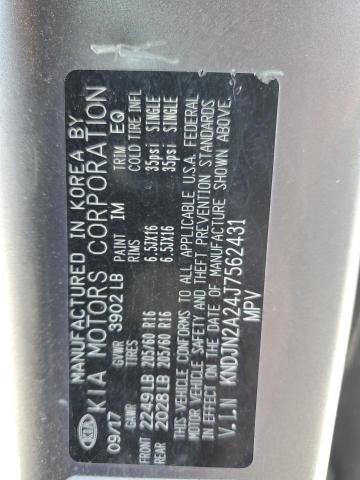 MANUFACTURED IN KOREA BY
KIA MOTORS CORPORATION
KIA
09/17 GVWR 3902LB PAINT IM TRIM EQ
GAWR TIRES RIMS COLD TIRE INFL
FRONT 2249LB 205/60 R16 6.5JX16 35psi SINGLE
REAR 2028LB 205/60 R16 6.5JX16 35psi SINGLE
THIS VEHICLE CONFORMS TO ALL APPLICABLE U.S.A. FEDERAL
MOTOR VEHICLE SAFETY AND THEFT PREVENTION STANDARDS
IN EFFECT ON THE DATE OF MANUFACTURE SHOWN ABOVE.
V.I.N KNDJN2A24J7562431
MPV